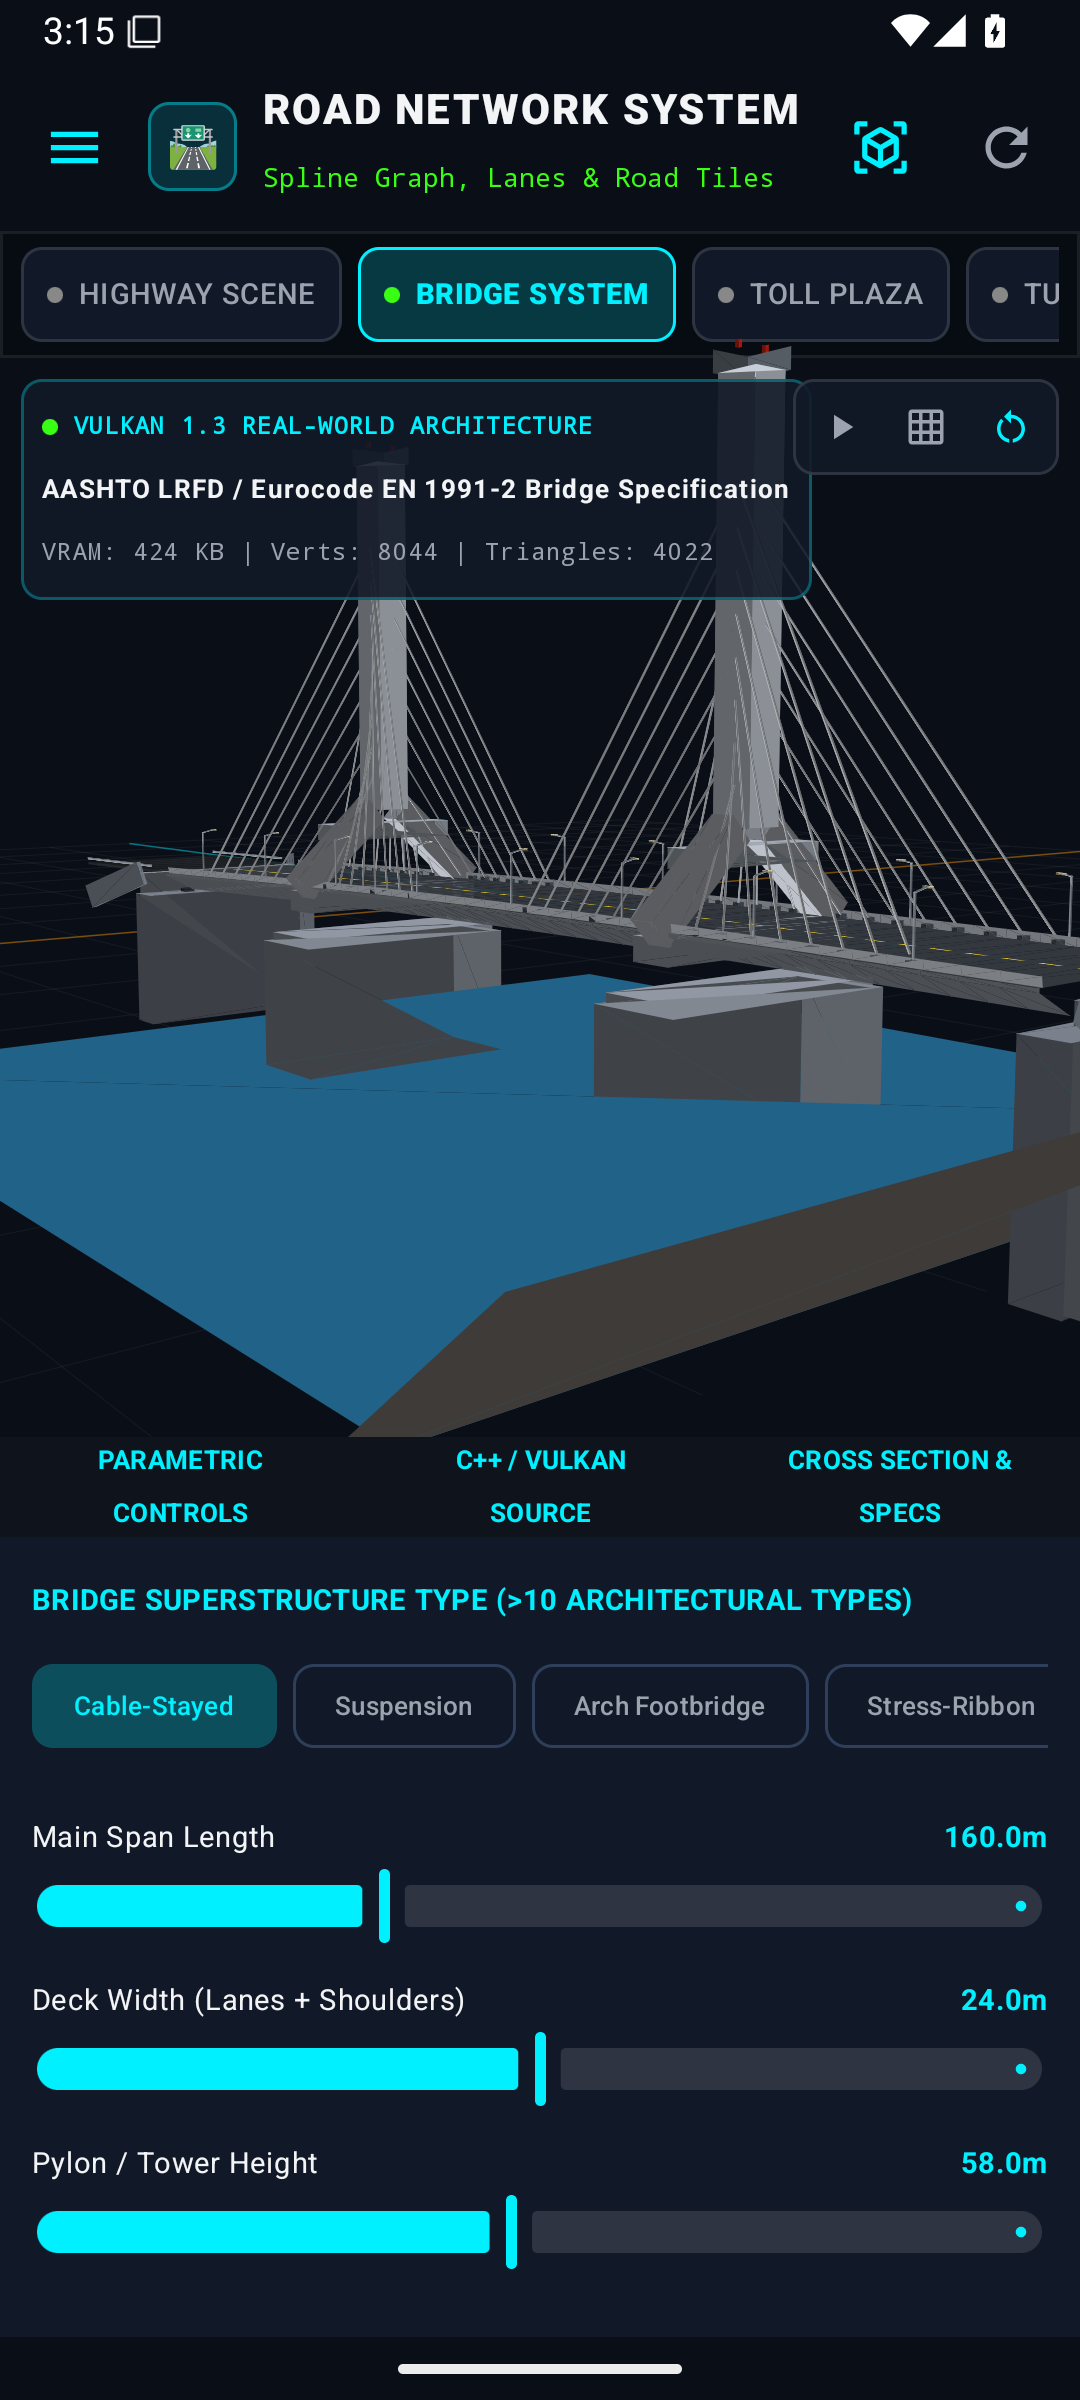 3:15
ROAD NETWORK SYSTEM
Spline Graph, Lanes & Road Tiles
HIGHWAY SCENE
BRIDGE SYSTEM
TOLL PLAZA
TU
VULKAN 1.3 REAL-WORLD ARCHITECTURE
AASHTO LRFD / Eurocode EN 1991-2 Bridge Specification
VRAM: 424 KB | Verts: 8044 | Triangles: 4022
PARAMETRIC
CONTROLS
C++ / VULKAN
SOURCE
CROSS SECTION &
SPECS
BRIDGE SUPERSTRUCTURE TYPE (>10 ARCHITECTURAL TYPES)
Cable-Stayed
Suspension
Arch Footbridge
Stress-Ribbon
Main Span Length
160.0m
Deck Width (Lanes + Shoulders)
24.0m
Pylon / Tower Height
58.0m